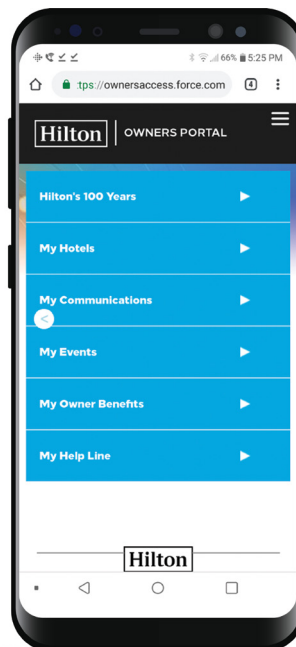 66% 5:25 PM
:tps://ownersaccess.force.com 4
Hilton OWNERS PORTAL
Hilton's 100 Years
My Hotels
My Communications
<
My Events
My Owner Benefits
My Help Line
Hilton